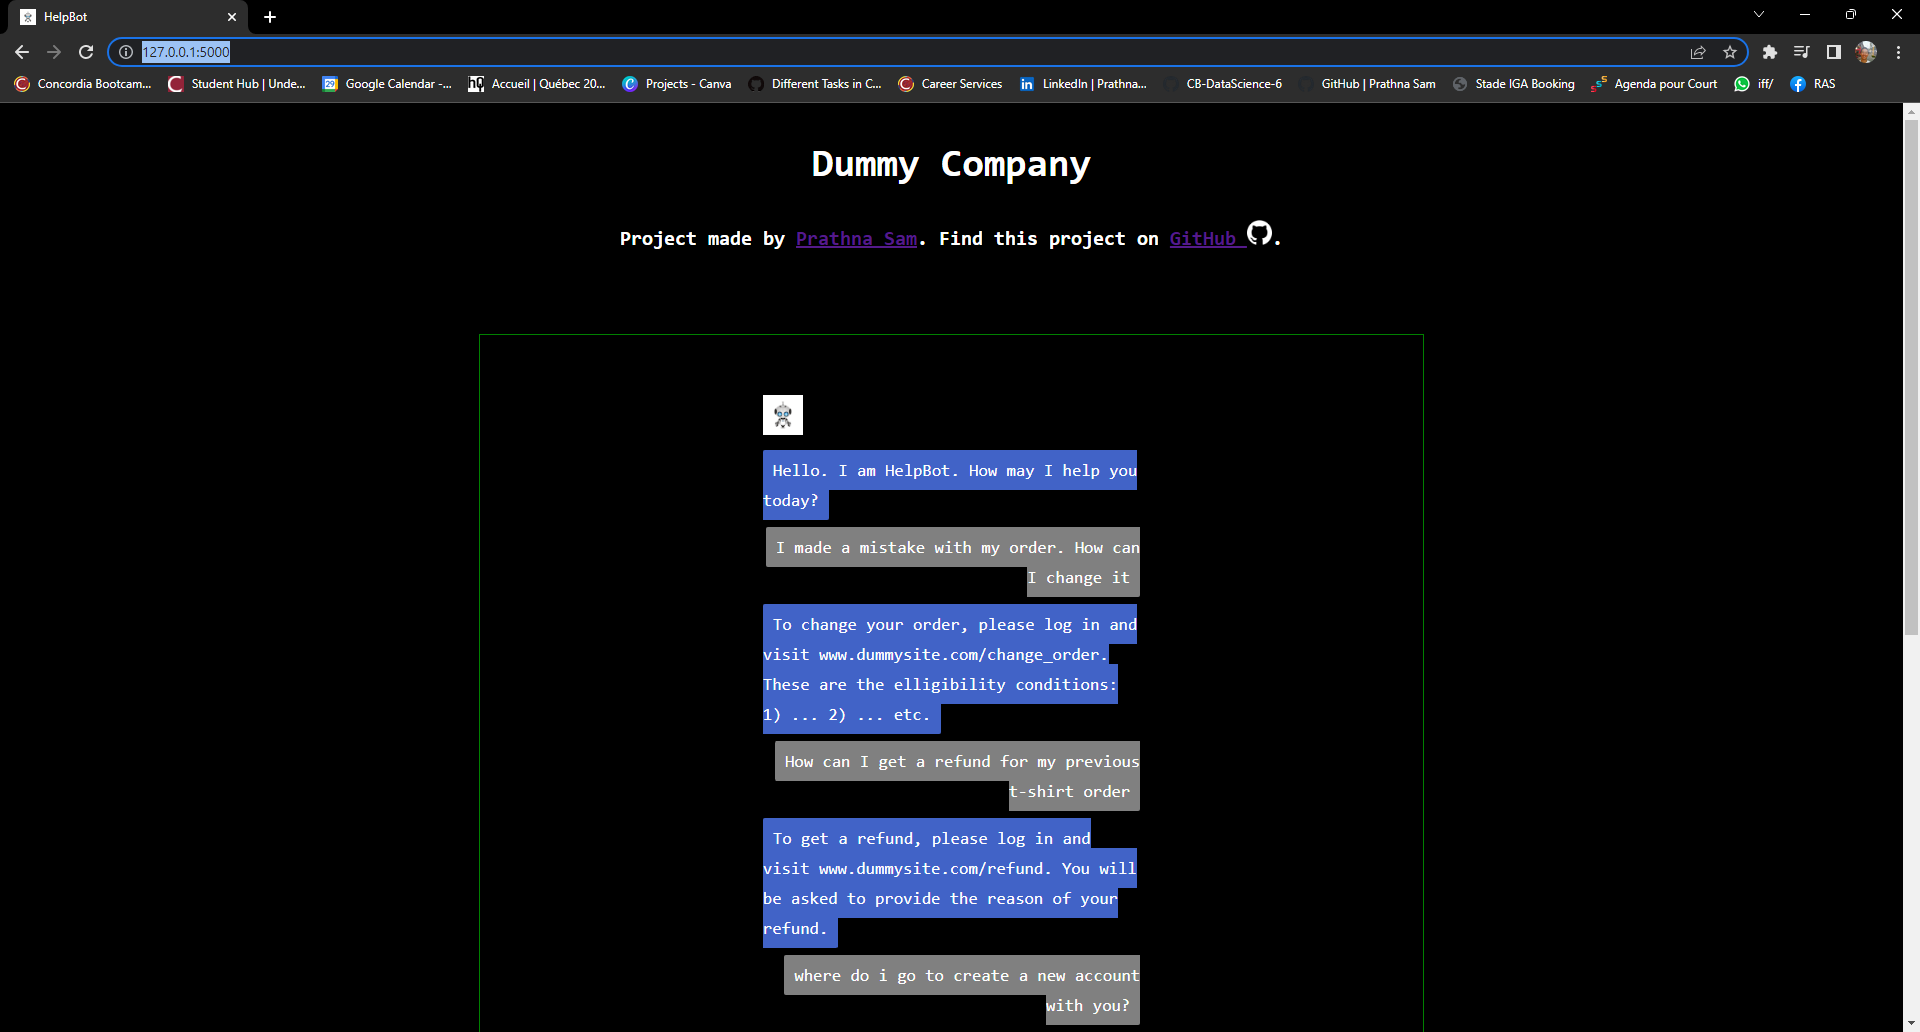 HelpBot
127.0.0.1:5000
Concordia Bootcam... Student Hub | Unde... Google Calendar -... Accueil | Québec 20... Projects - Canva Different Tasks in C... Career Services LinkedIn | Prathna... CB-DataScience-6 GitHub | Prathna Sam Stade IGA Booking Agenda pour Court iff/ RAS
Dummy Company
Project made by Prathna Sam. Find this project on GitHub .
Hello. I am HelpBot. How may I help you
today?
I made a mistake with my order. How can
I change it
To change your order, please log in and
visit www.dummysite.com/change_order.
These are the elligibility conditions:
1) ... 2) ... etc.
How can I get a refund for my previous
t-shirt order
To get a refund, please log in and
visit www.dummysite.com/refund. You will
be asked to provide the reason of your
refund.
where do i go to create a new account
with you?